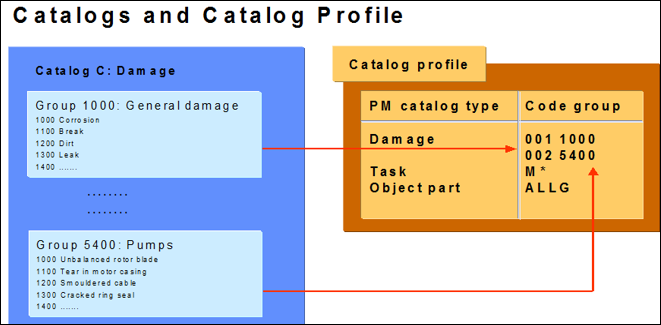 Catalogs and Catalog Profile
Catalog C: Damage
Group 1000: General damage
1000 Corrosion
1100 Break
1200 Dirt
1300 Leak
1400 .......
........
........
Group 5400: Pumps
1000 Unbalanced rotor blade
1100 Tear in motor casing
1200 Smouldered cable
1300 Cracked ring seal
1400 .......
Catalog profile
PM catalog type Code group
Damage 001 1000
002 5400
Task M*
Object part ALLG